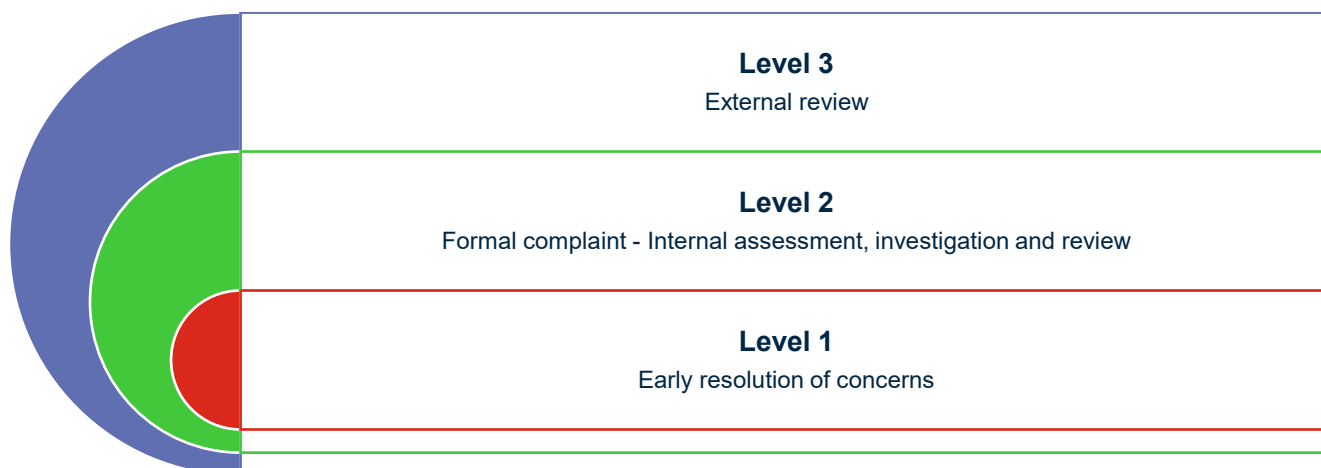 Level 3
External review
Level 2
Formal complaint - Internal assessment, investigation and review
Level 1
Early resolution of concerns